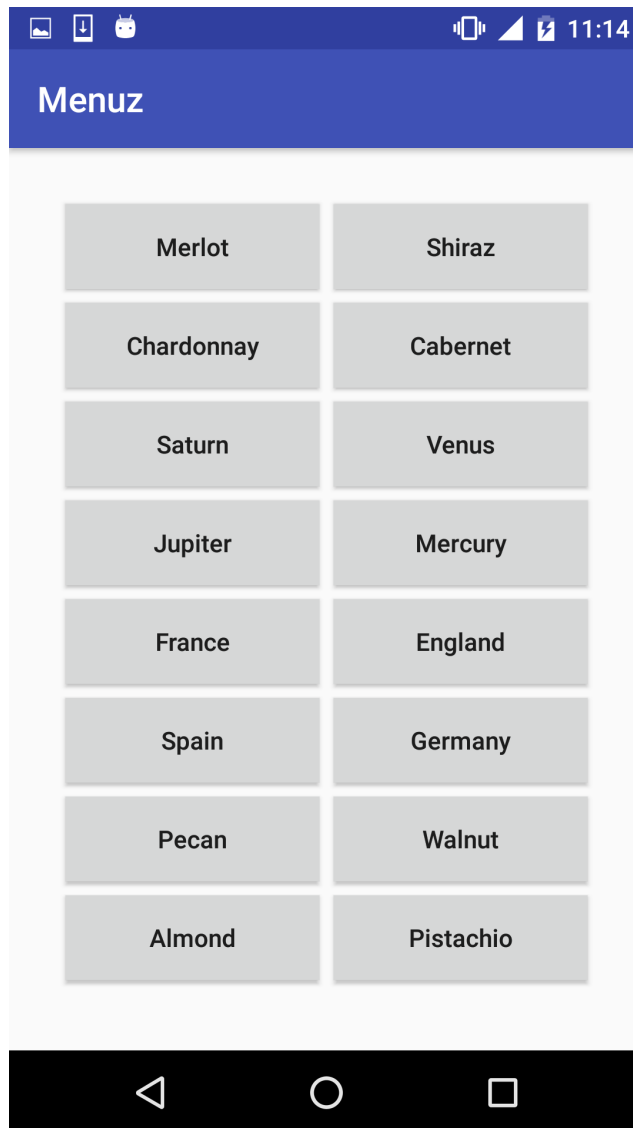 11:14
Menuz
Merlot Shiraz
Chardonnay Cabernet
Saturn Venus
Jupiter Mercury
France England
Spain Germany
Pecan Walnut
Almond Pistachio